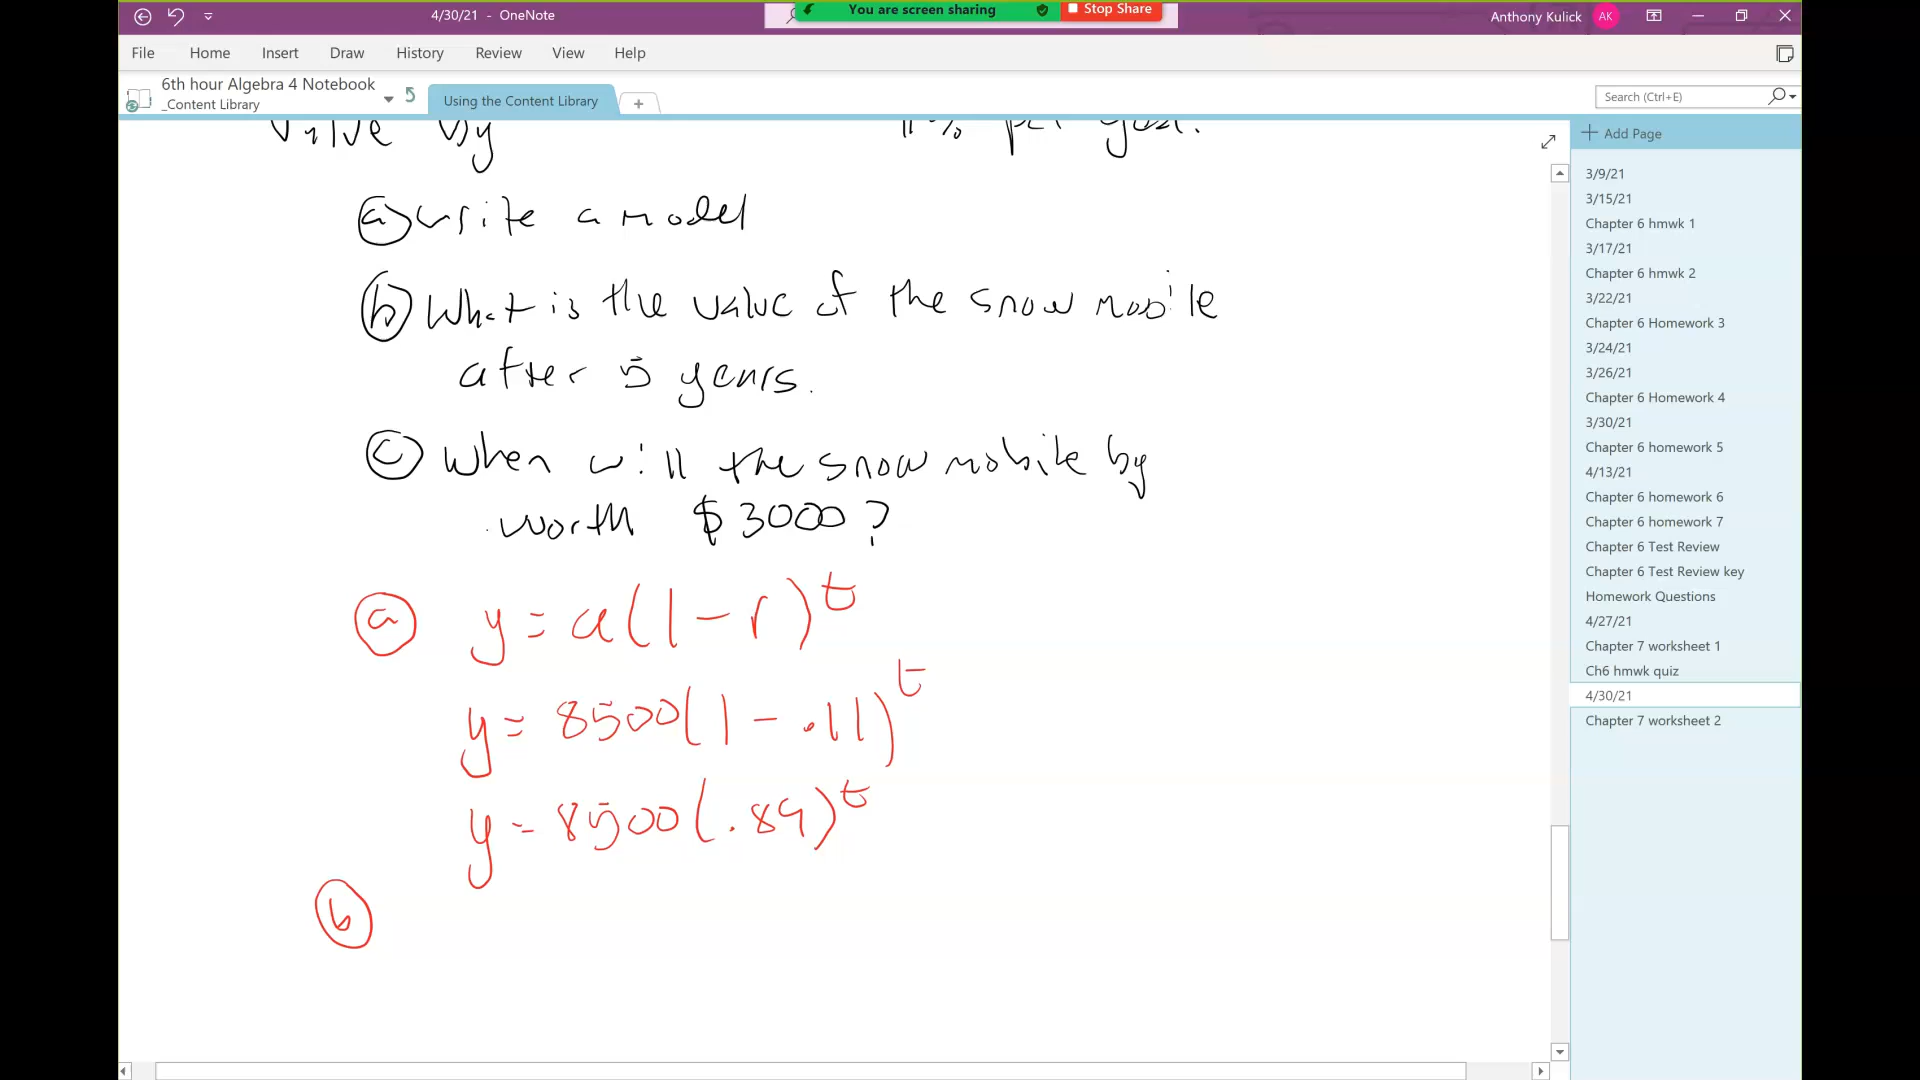 4/30/21 - OneNote
You are screen sharing
Stop Share
Anthony Kulick
AK
File Home Insert Draw History Review View Help
6th hour Algebra 4 Notebook
_Content Library
Using the Content Library
Search (Ctrl+E)
Value by 11% per year.
a write a model
b What is the value of the snow mobile
after 5 years.
c When will the snow mobile by
worth $3000?
a y = a(1 - r)^t
y = 8500(1 - .11)^t
y = 8500(.89)^t
b
Add Page
3/9/21
3/15/21
Chapter 6 hmwk 1
3/17/21
Chapter 6 hmwk 2
3/22/21
Chapter 6 Homework 3
3/24/21
3/26/21
Chapter 6 Homework 4
3/30/21
Chapter 6 homework 5
4/13/21
Chapter 6 homework 6
Chapter 6 homework 7
Chapter 6 Test Review
Chapter 6 Test Review key
Homework Questions
4/27/21
Chapter 7 worksheet 1
Ch6 hmwk quiz
4/30/21
Chapter 7 worksheet 2